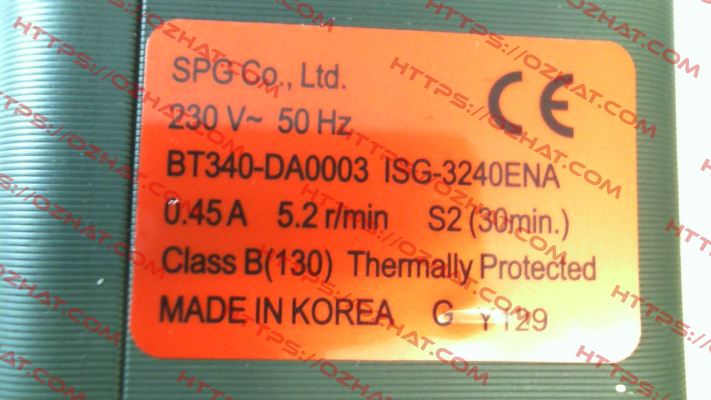 SPG Co., Ltd.
CE
230 V~ 50 Hz
BT340-DA0003 ISG-3240ENA
0.45 A 5.2 r/min S2 (30min.)
Class B(130) Thermally Protected
MADE IN KOREA G Y129
HTTPS://OZHAT.COM